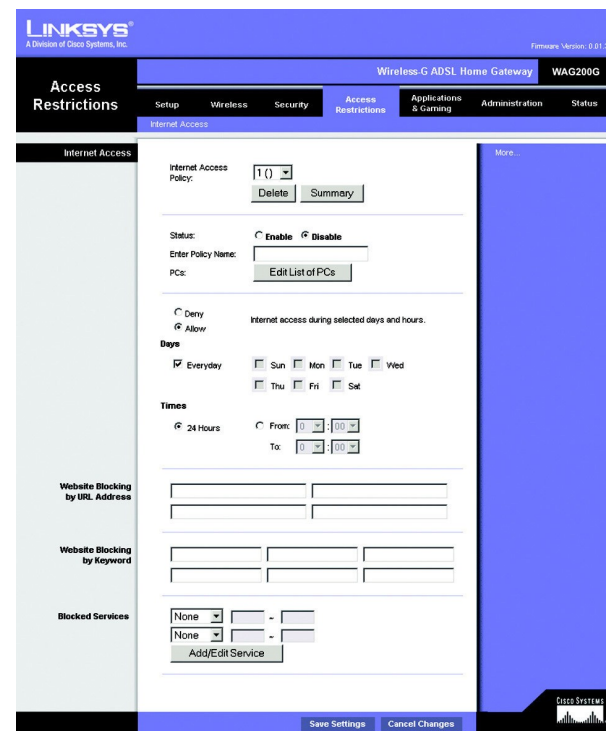 LINKSYS®
A Division of Cisco Systems, Inc.
Firmware Version: 0.01.
Wireless-G ADSL Home Gateway WAG200G
Access Restrictions
Setup Wireless Security Access Restrictions Applications & Gaming Administration Status
Internet Access
Internet Access
More...
Internet Access Policy: 1 ()
Delete Summary
Status: Enable Disable
Enter Policy Name:
PCs: Edit List of PCs
Deny
Allow
Internet access during selected days and hours.
Days
Everyday Sun Mon Tue Wed
Thu Fri Sat
Times
24 Hours From: 0 : 00
To: 0 : 00
Website Blocking by URL Address
Website Blocking by Keyword
Blocked Services
None ~
None ~
Add/Edit Service
Save Settings Cancel Changes
CISCO SYSTEMS